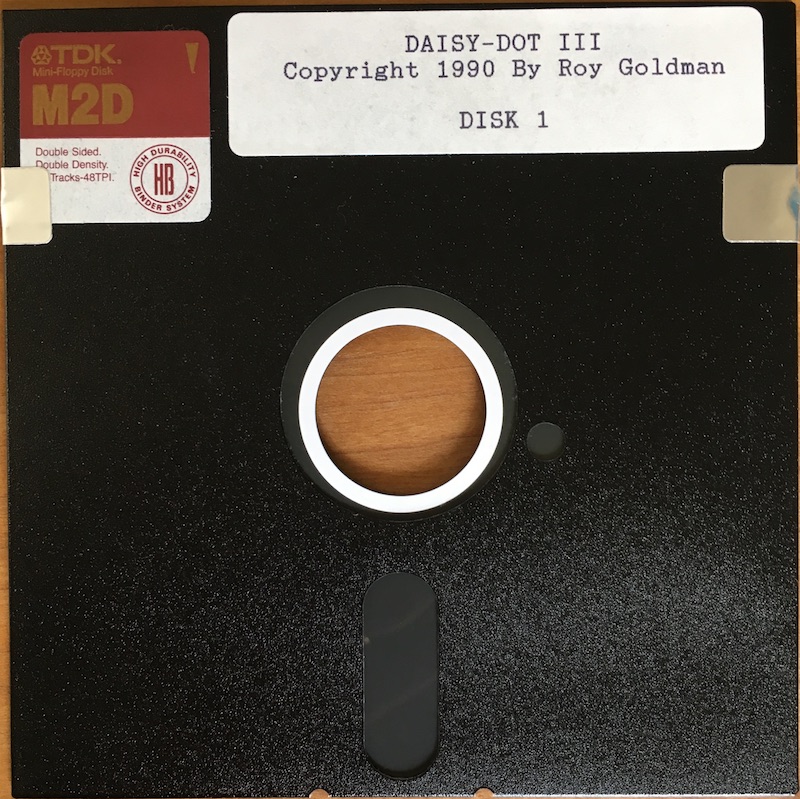 TDK.
Mini-Floppy Disk
M2D
Double Sided.
Double Density.
Tracks-48TPI.
HIGH DURABILITY
HB
BINDER SYSTEM
DAISY-DOT III
Copyright 1990 By Roy Goldman
DISK 1